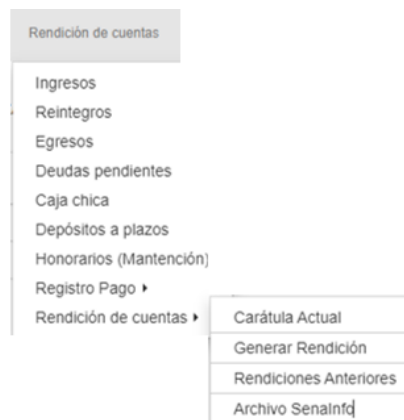 Rendición de cuentas
Ingresos
Reintegros
Egresos
Deudas pendientes
Caja chica
Depósitos a plazos
Honorarios (Mantención)
Registro Pago
Rendición de cuentas
Carátula Actual
Generar Rendición
Rendiciones Anteriores
Archivo SenaInfo